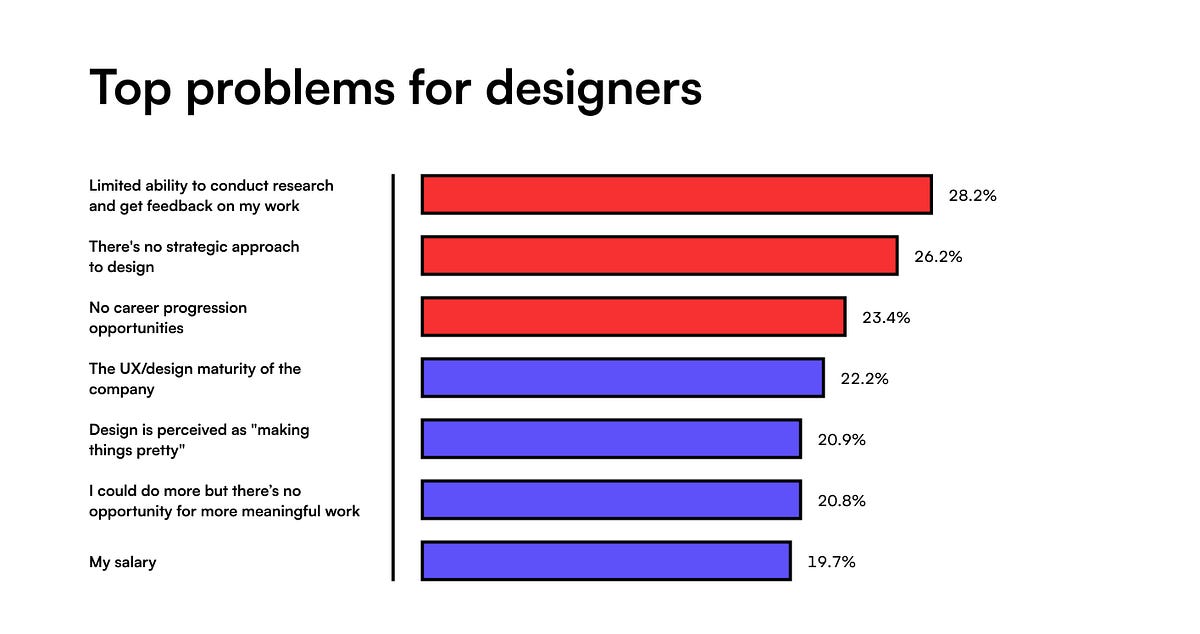 Top problems for designers
Limited ability to conduct research
and get feedback on my work
28.2%
There's no strategic approach
to design
26.2%
No career progression
opportunities
23.4%
The UX/design maturity of the
company
22.2%
Design is perceived as "making
things pretty"
20.9%
I could do more but there’s no
opportunity for more meaningful work
20.8%
My salary
19.7%